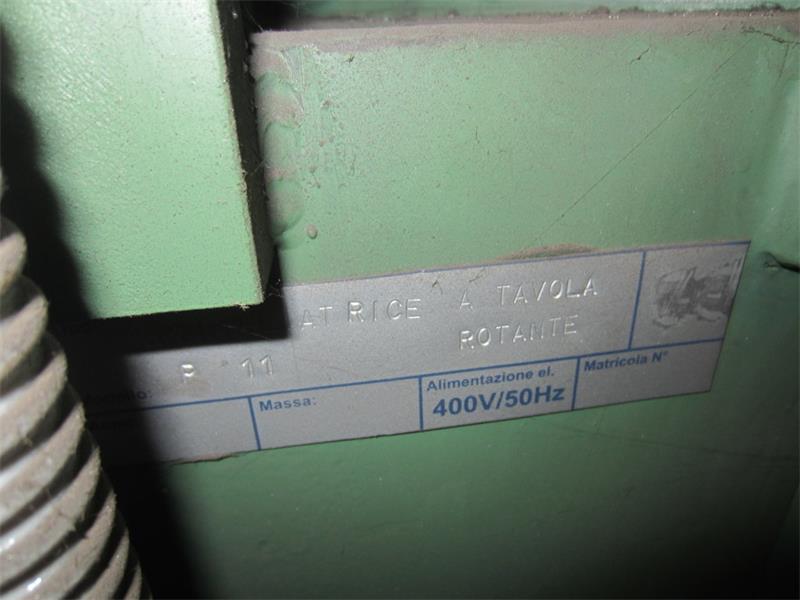 ATRICE A TAVOLA
ROTANTE
P 11
Massa:
Alimentazione el.
400V/50Hz
Matricola N°